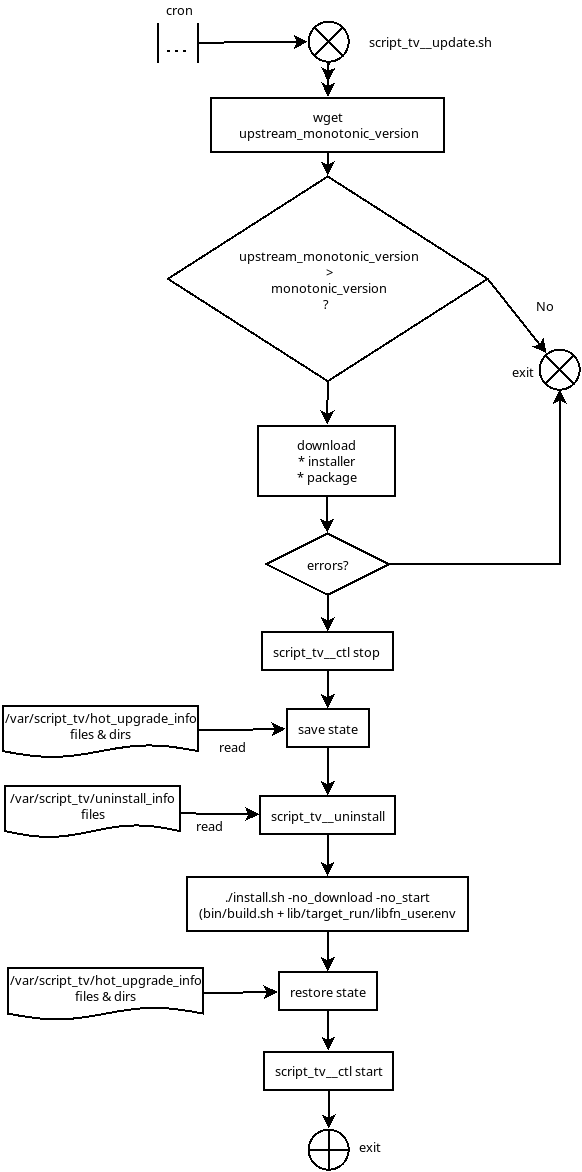 cron
...
script_tv__update.sh
wget
upstream_monotonic_version
upstream_monotonic_version
>
monotonic_version
?
No
exit
download
* installer
* package
errors?
script_tv__ctl stop
/var/script_tv/hot_upgrade_info
files & dirs
read
save state
/var/script_tv/uninstall_info
files
read
script_tv__uninstall
./install.sh -no_download -no_start
(bin/build.sh + lib/target_run/libfn_user.env
/var/script_tv/hot_upgrade_info
files & dirs
restore state
script_tv__ctl start
exit